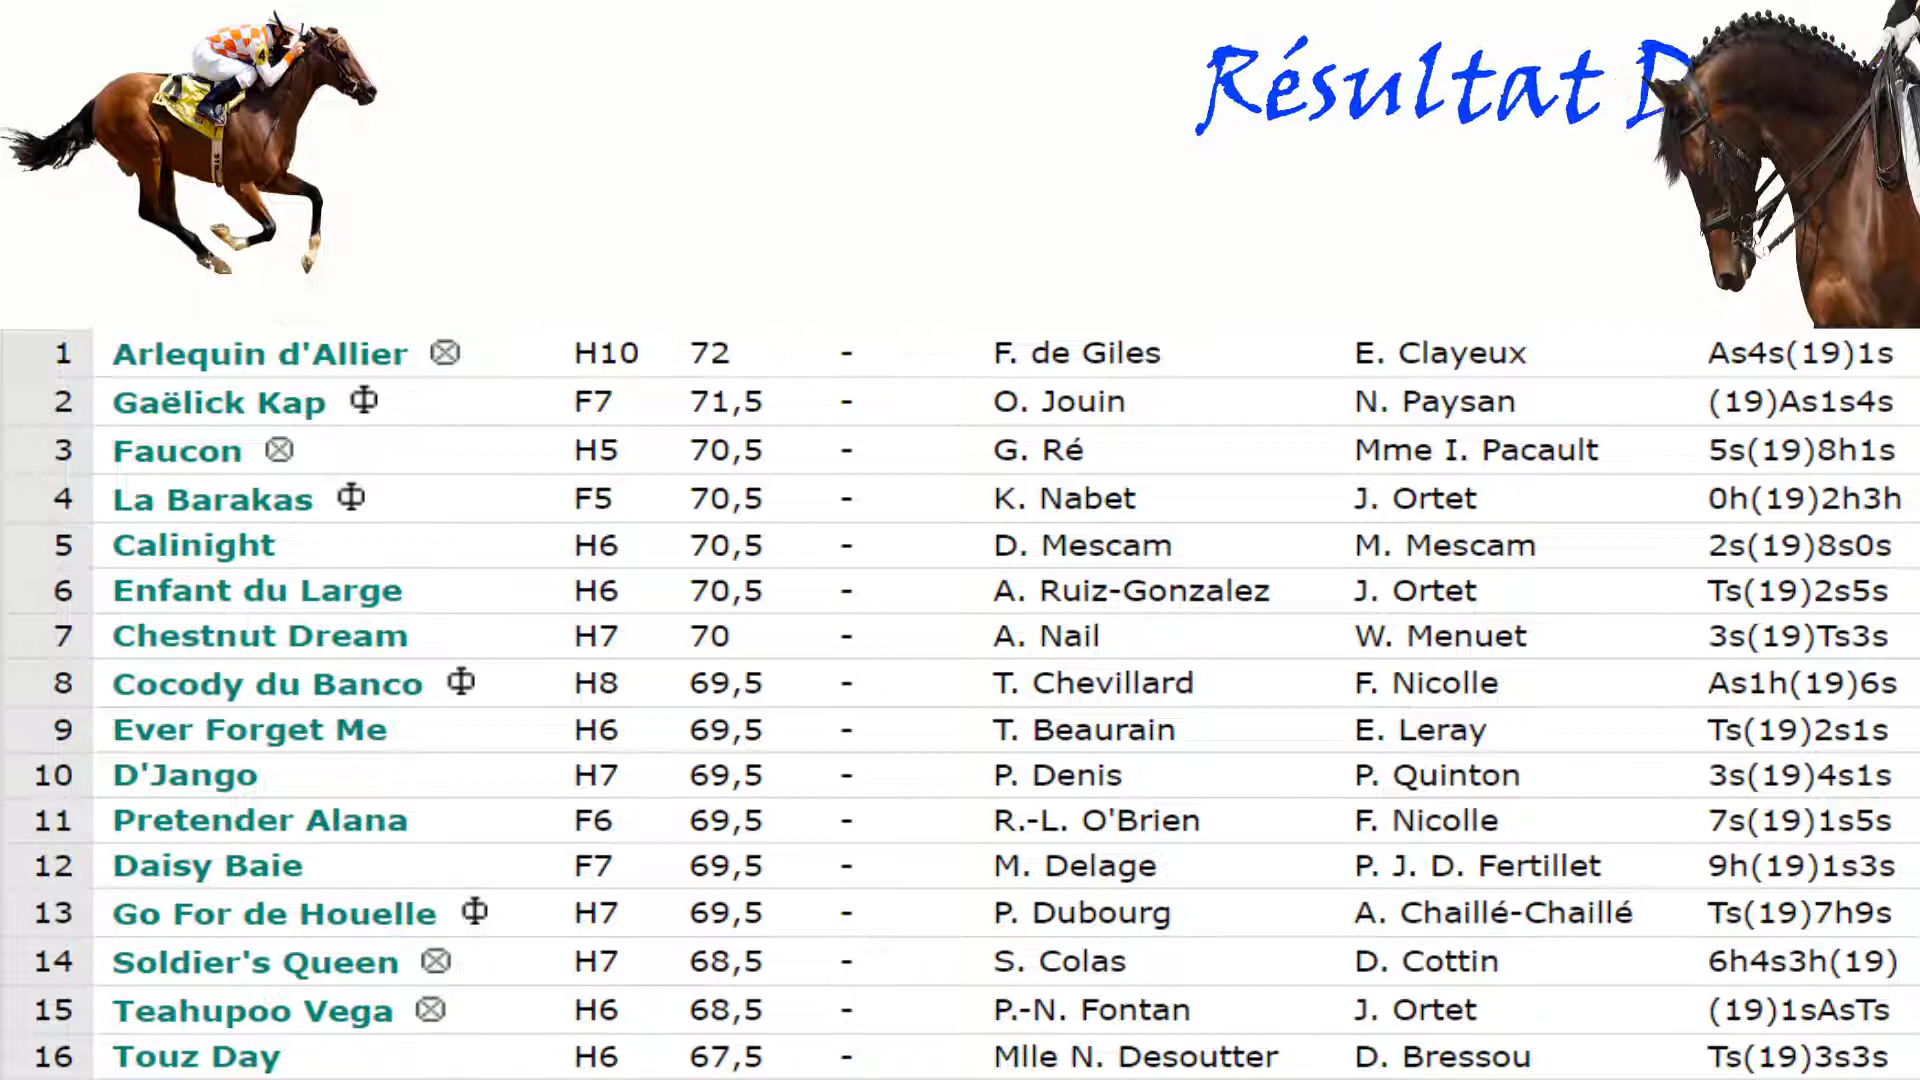 Résultat D
1 Arlequin d'Allier H10 72 - F. de Giles E. Clayeux As4s(19)1s
2 Gaëlick Kap F7 71,5 - O. Jouin N. Paysan (19)As1s4s
3 Faucon H5 70,5 - G. Ré Mme I. Pacault 5s(19)8h1s
4 La Barakas F5 70,5 - K. Nabet J. Ortet 0h(19)2h3h
5 Calinight H6 70,5 - D. Mescam M. Mescam 2s(19)8s0s
6 Enfant du Large H6 70,5 - A. Ruiz-Gonzalez J. Ortet Ts(19)2s5s
7 Chestnut Dream H7 70 - A. Nail W. Menuet 3s(19)Ts3s
8 Cocody du Banco H8 69,5 - T. Chevillard F. Nicolle As1h(19)6s
9 Ever Forget Me H6 69,5 - T. Beaurain E. Leray Ts(19)2s1s
10 D'Jango H7 69,5 - P. Denis P. Quinton 3s(19)4s1s
11 Pretender Alana F6 69,5 - R.-L. O'Brien F. Nicolle 7s(19)1s5s
12 Daisy Baie F7 69,5 - M. Delage P. J. D. Fertillet 9h(19)1s3s
13 Go For de Houelle H7 69,5 - P. Dubourg A. Chaillé-Chaillé Ts(19)7h9s
14 Soldier's Queen H7 68,5 - S. Colas D. Cottin 6h4s3h(19)
15 Teahupoo Vega H6 68,5 - P.-N. Fontan J. Ortet (19)1sAsTs
16 Touz Day H6 67,5 - Mlle N. Desoutter D. Bressou Ts(19)3s3s